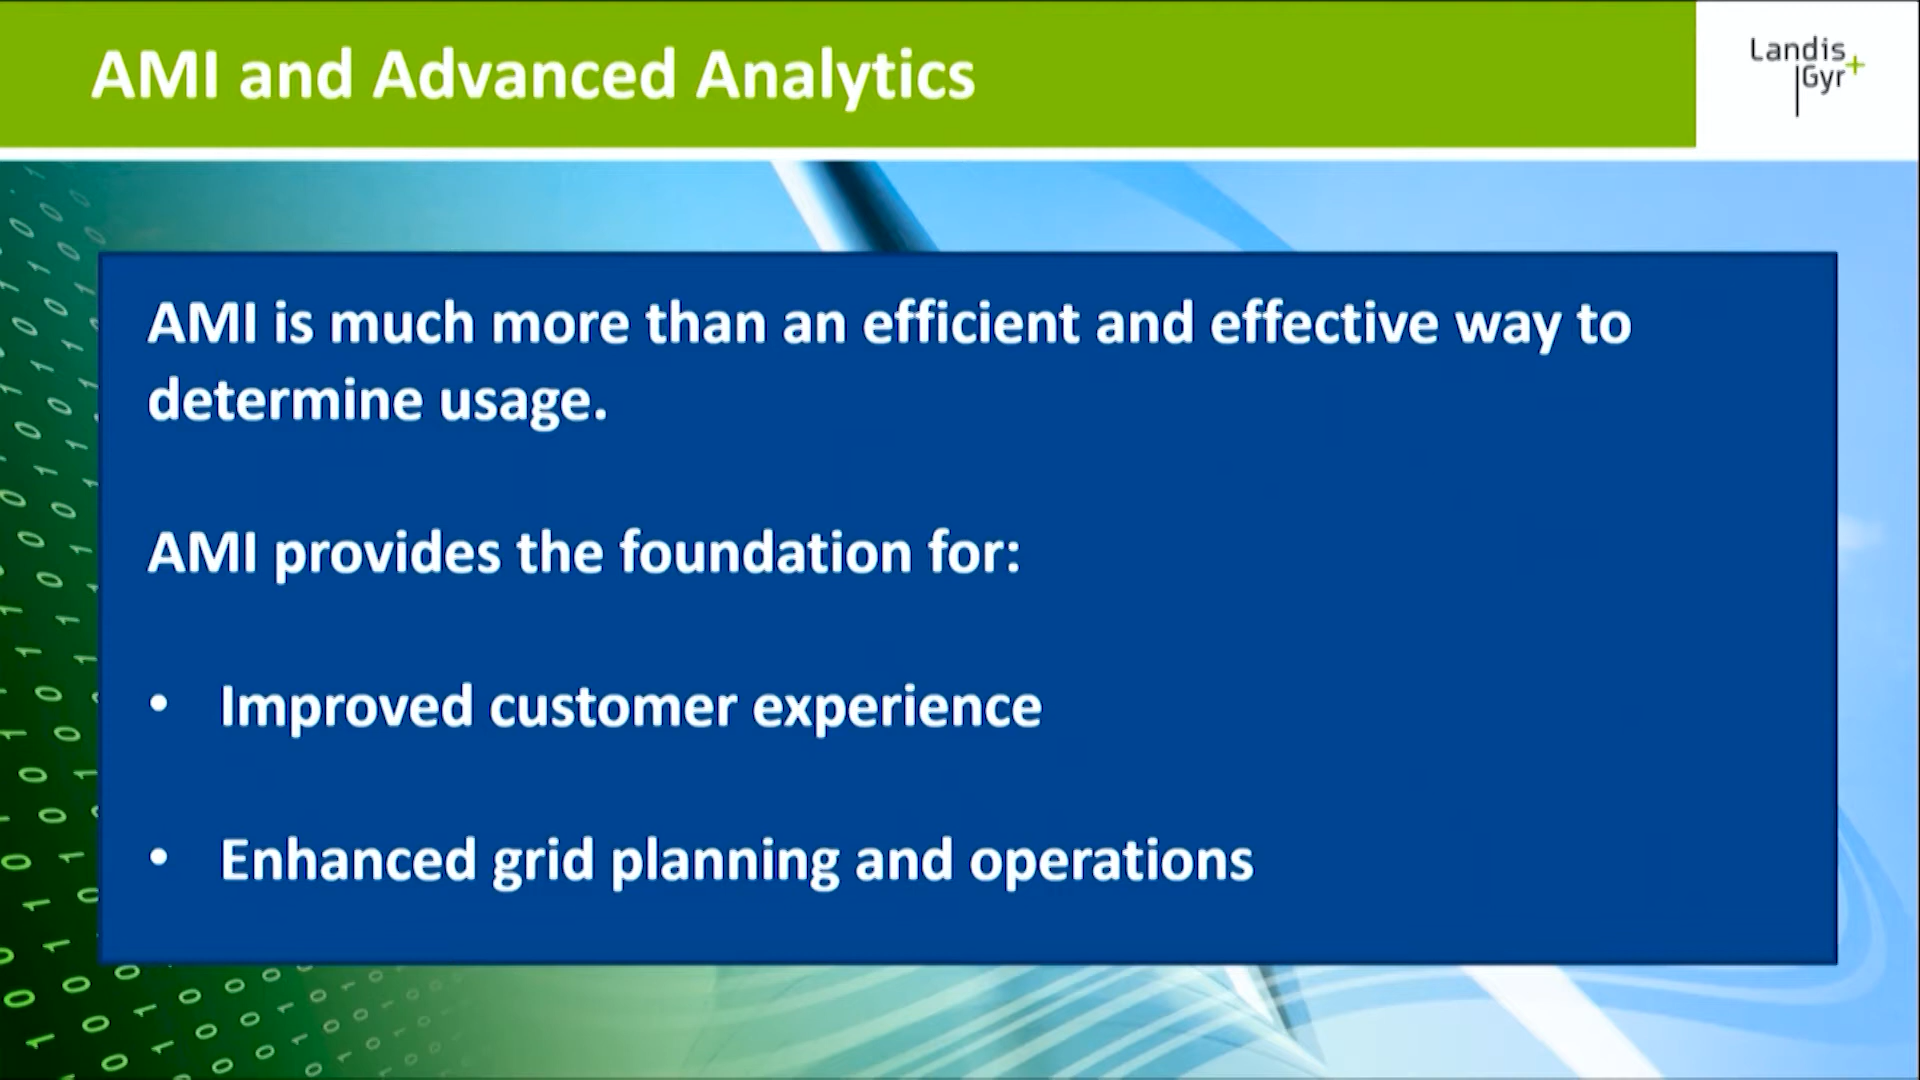 AMI and Advanced Analytics
Landis
Gyr+
AMI is much more than an efficient and effective way to
determine usage.
AMI provides the foundation for:
• Improved customer experience
• Enhanced grid planning and operations